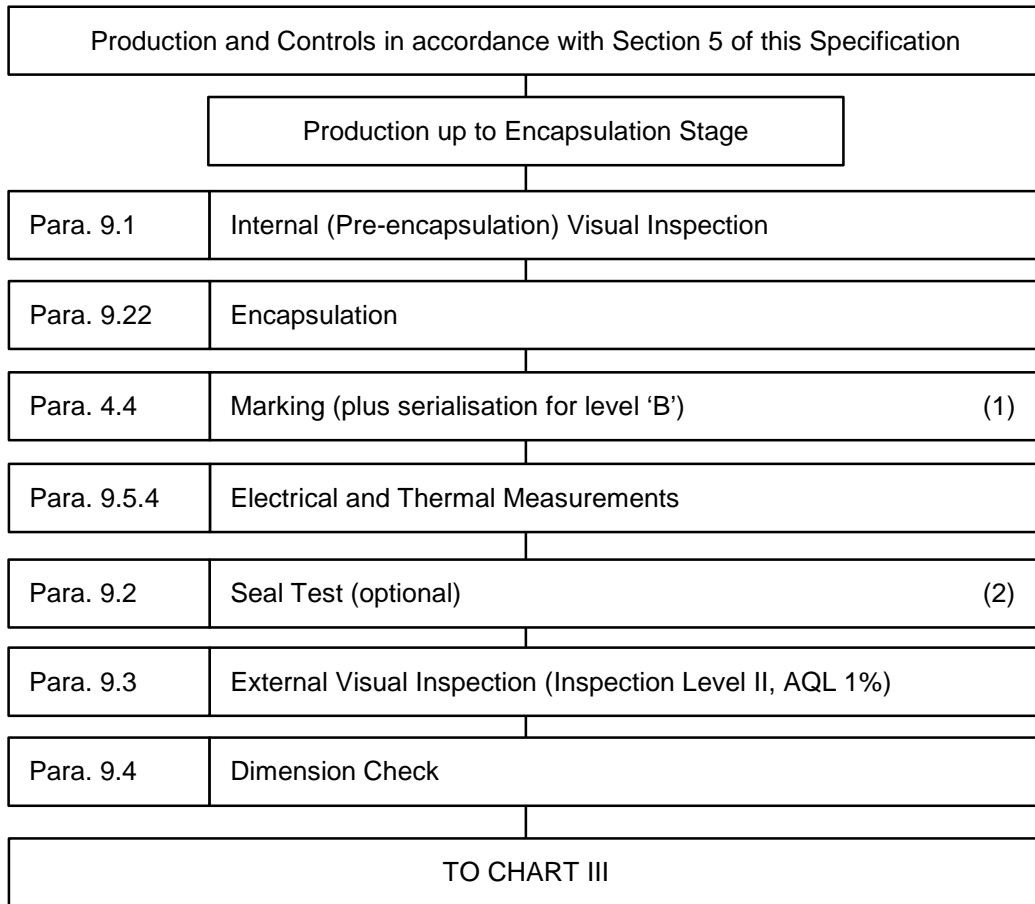 Production and Controls in accordance with Section 5 of this Specification
Production up to Encapsulation Stage
Para. 9.1 Internal (Pre-encapsulation) Visual Inspection
Para. 9.22 Encapsulation
Para. 4.4 Marking (plus serialisation for level ‘B’) (1)
Para. 9.5.4 Electrical and Thermal Measurements
Para. 9.2 Seal Test (optional) (2)
Para. 9.3 External Visual Inspection (Inspection Level II, AQL 1%)
Para. 9.4 Dimension Check
TO CHART III